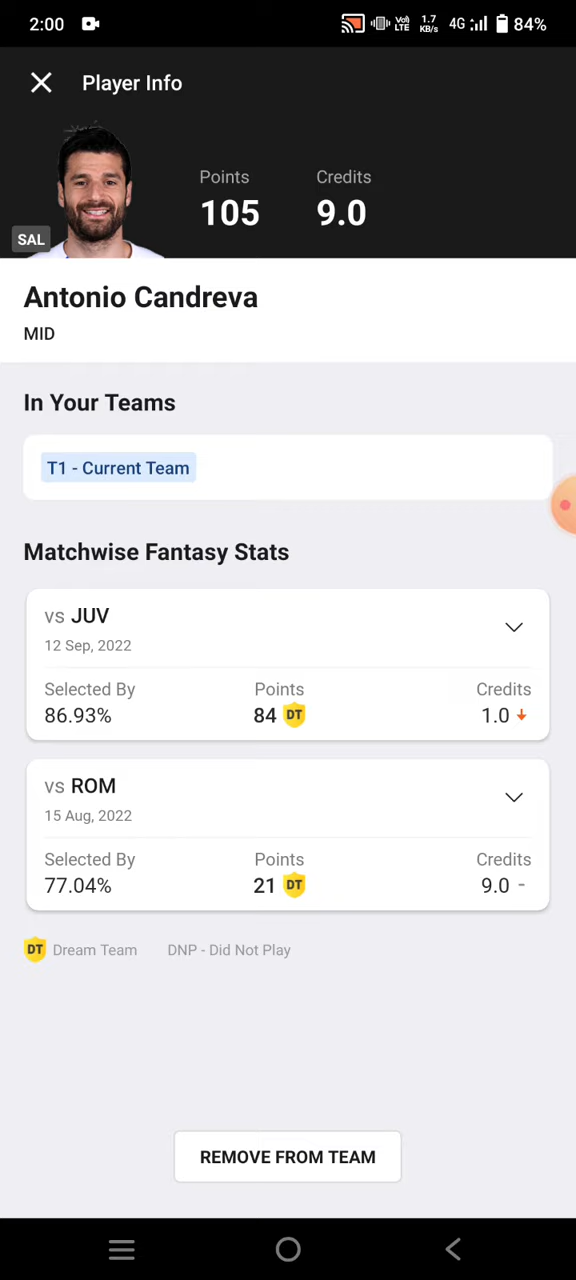 2:00 Vo) LTE 1.7 KB/s 4G 84%
Player Info
Points Credits
105 9.0
SAL
Antonio Candreva
MID
In Your Teams
T1 - Current Team
Matchwise Fantasy Stats
vs JUV
12 Sep, 2022
Selected By Points Credits
86.93% 84 DT 1.0
vs ROM
15 Aug, 2022
Selected By Points Credits
77.04% 21 DT 9.0 -
DT Dream Team DNP - Did Not Play
REMOVE FROM TEAM